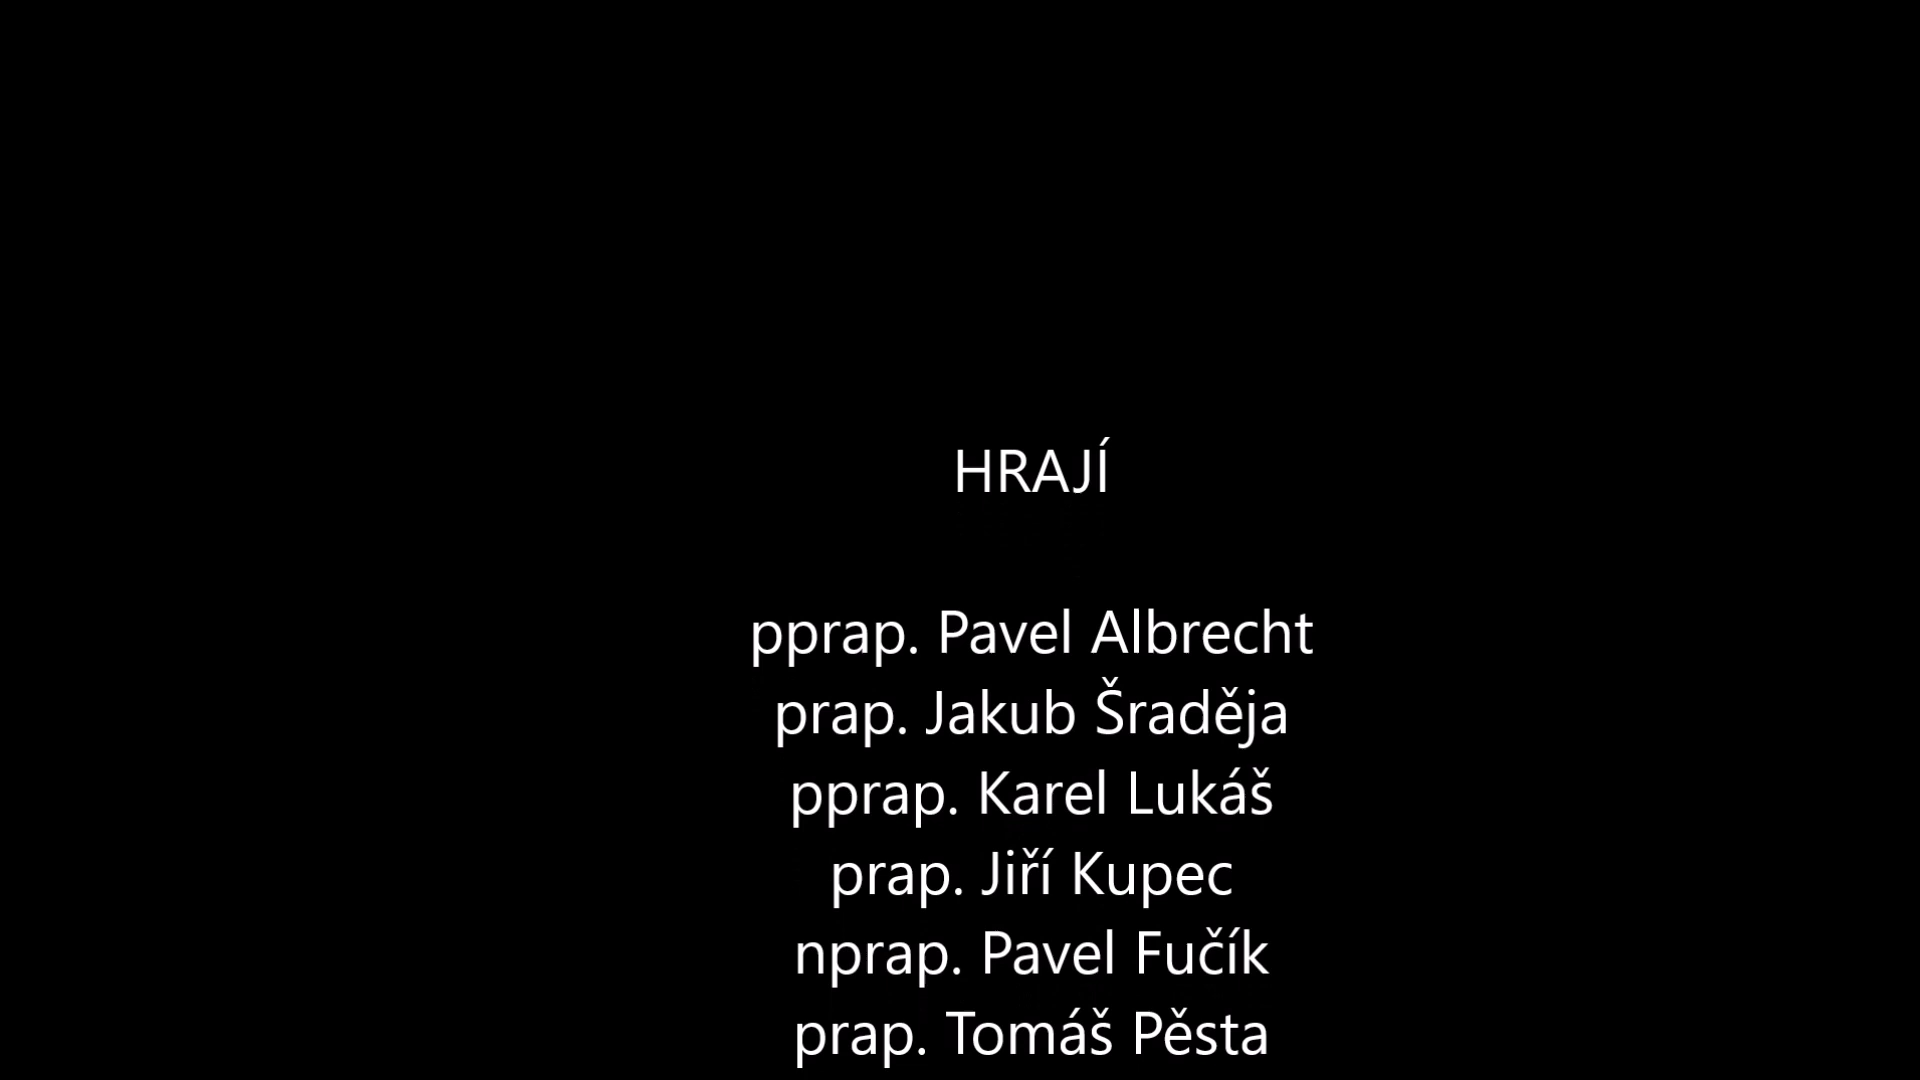 HRAJÍ
pprap. Pavel Albrecht
prap. Jakub Šraděja
pprap. Karel Lukáš
prap. Jiří Kupec
nprap. Pavel Fučík
prap. Tomáš Pěsta